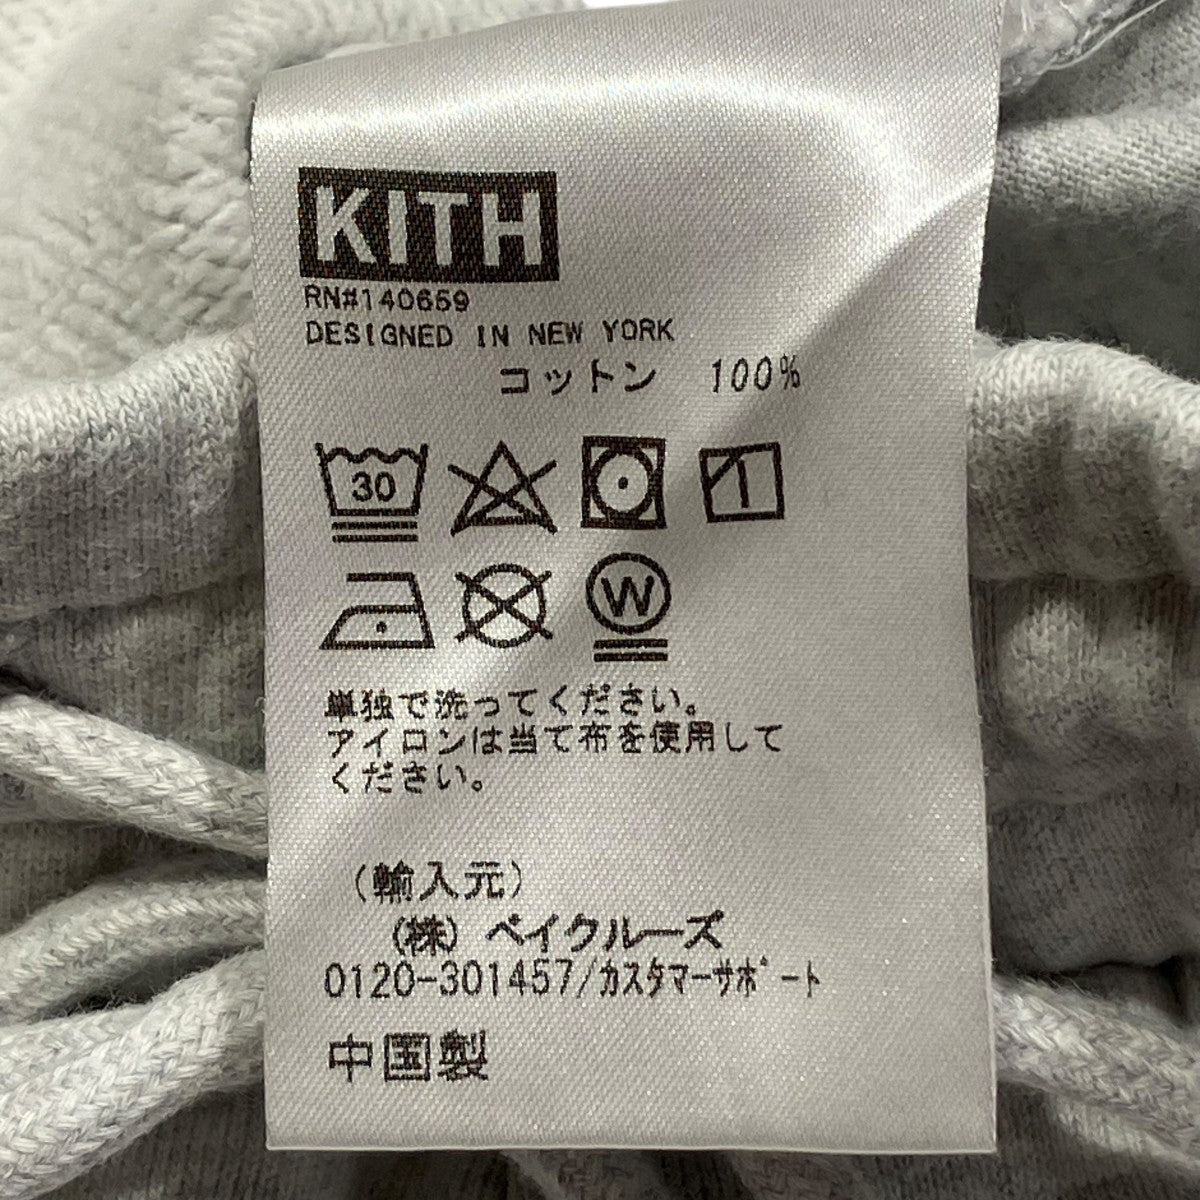 KITH
RN#140659
DESIGNED IN NEW YORK
コットン 100%
30
W
単独で洗ってください。
アイロンは当て布を使用して
ください。
(輸入元)
(株) ベイクルーズ
0120-301457/カスタマーサポート
中国製